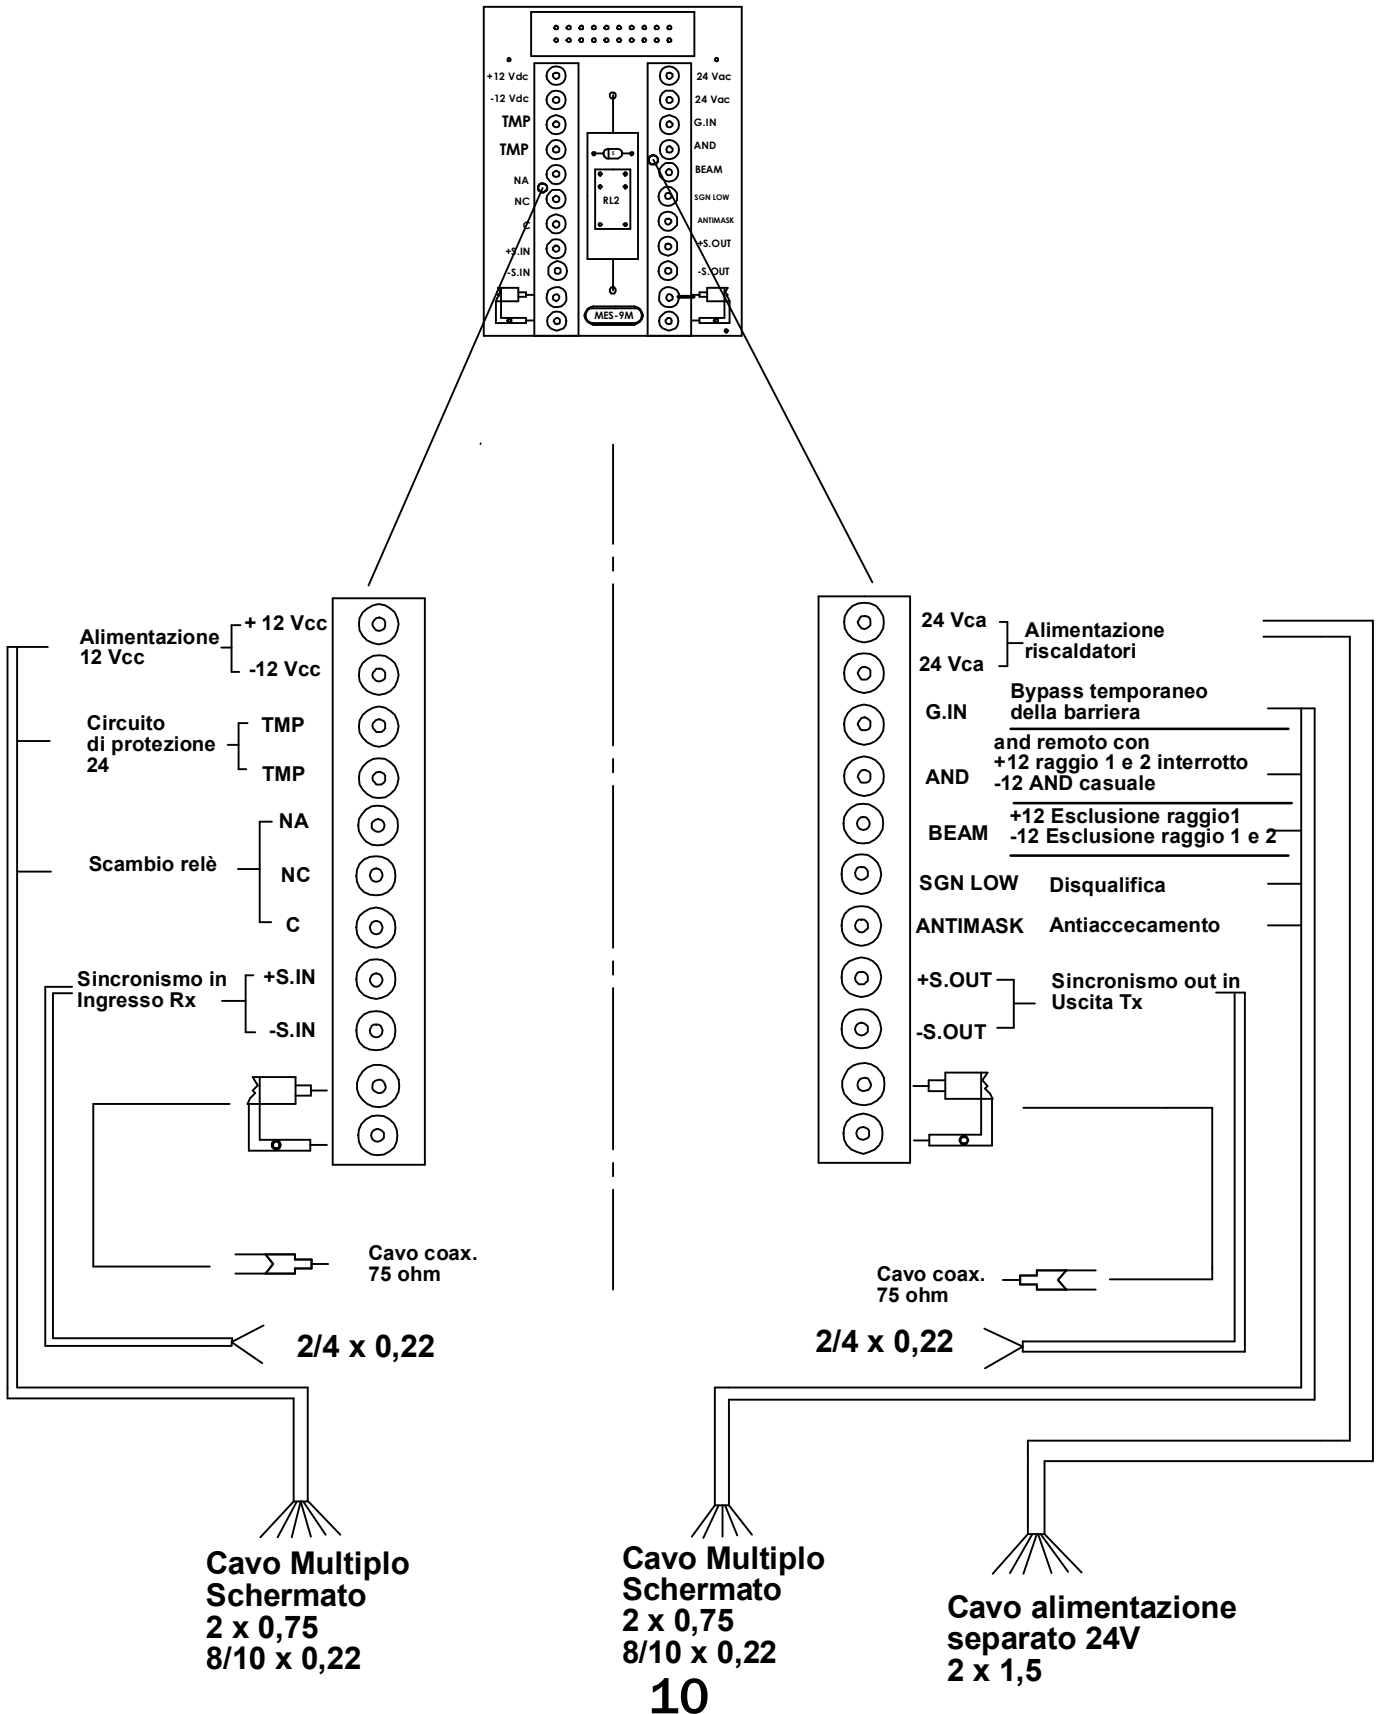 +12 Vdc
-12 Vdc
TMP
TMP
NA
NC
C
+S.IN
-S.IN
RL2
MES-9M
24 Vac
24 Vac
G.IN
AND
BEAM
SGN LOW
ANTIMASK
+S.OUT
-S.OUT
Alimentazione
12 Vcc
+ 12 Vcc
-12 Vcc
Circuito
di protezione
24
TMP
TMP
Scambio relè
NA
NC
C
Sincronismo in
Ingresso Rx
+S.IN
-S.IN
Cavo coax.
75 ohm
2/4 x 0,22
Cavo Multiplo
Schermato
2 x 0,75
8/10 x 0,22
24 Vca
24 Vca
Alimentazione
riscaldatori
G.IN
Bypass temporaneo
della barriera
AND
and remoto con
+12 raggio 1 e 2 interrotto
-12 AND casuale
BEAM
+12 Esclusione raggio1
-12 Esclusione raggio 1 e 2
SGN LOW Disqualifica
ANTIMASK Antiaccecamento
+S.OUT
-S.OUT
Sincronismo out in
Uscita Tx
Cavo coax.
75 ohm
2/4 x 0,22
Cavo Multiplo
Schermato
2 x 0,75
8/10 x 0,22
Cavo alimentazione
separato 24V
2 x 1,5
10